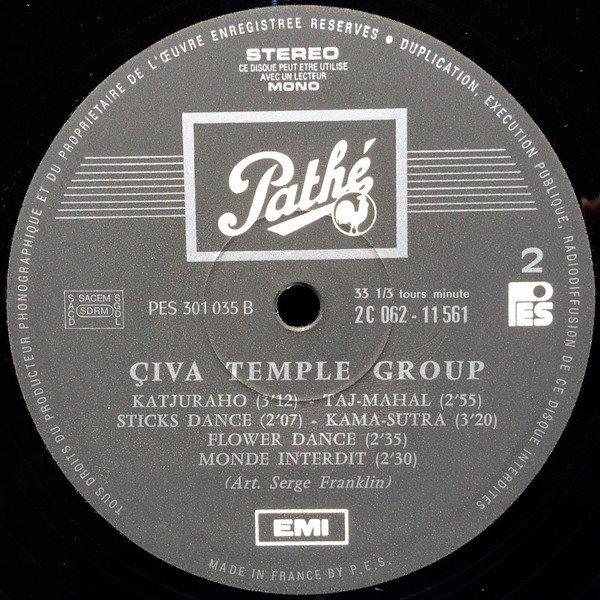 TOUS DROITS DU PRODUCTEUR PHONOGRAPHIQUE ET DU PROPRIETAIRE DE L'ŒUVRE ENREGISTREE RESERVES • DUPLICATION, EXECUTION PUBLIQUE, RADIODIFFUSION DE CE DISQUE INTERDITES
STEREO
CE DISQUE PEUT ETRE UTILISE
AVEC UN LECTEUR
MONO
Pathé
2
PES
SACD SACEM SDRM SGDL
PES 301 035 B
33 1/3 tours minute
2C 062 - 11 561
ÇIVA TEMPLE GROUP
KATJURAHO (3'12) - TAJ-MAHAL (2'55)
STICKS DANCE (2'07) - KAMA-SUTRA (3'20)
FLOWER DANCE (2'35)
MONDE INTERDIT (2'30)
(Art. Serge Franklin)
EMI
MADE IN FRANCE BY P.E.S.